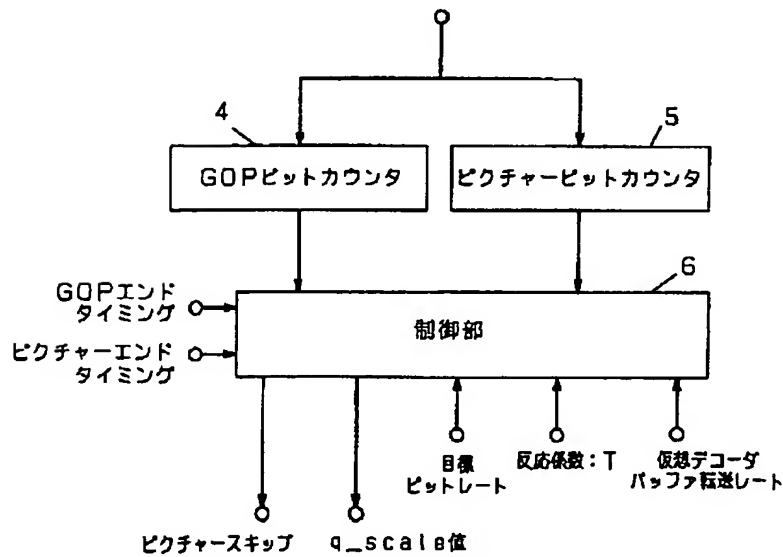 4
5
GOPビットカウンタ
ピクチャービットカウンタ
6
GOPエンド
タイミング
制御部
ピクチャーエンド
タイミング
目標
ビットレート
反応係数:T
仮想デコーダ
バッファ転送レート
ピクチャースキップ
q_scale値